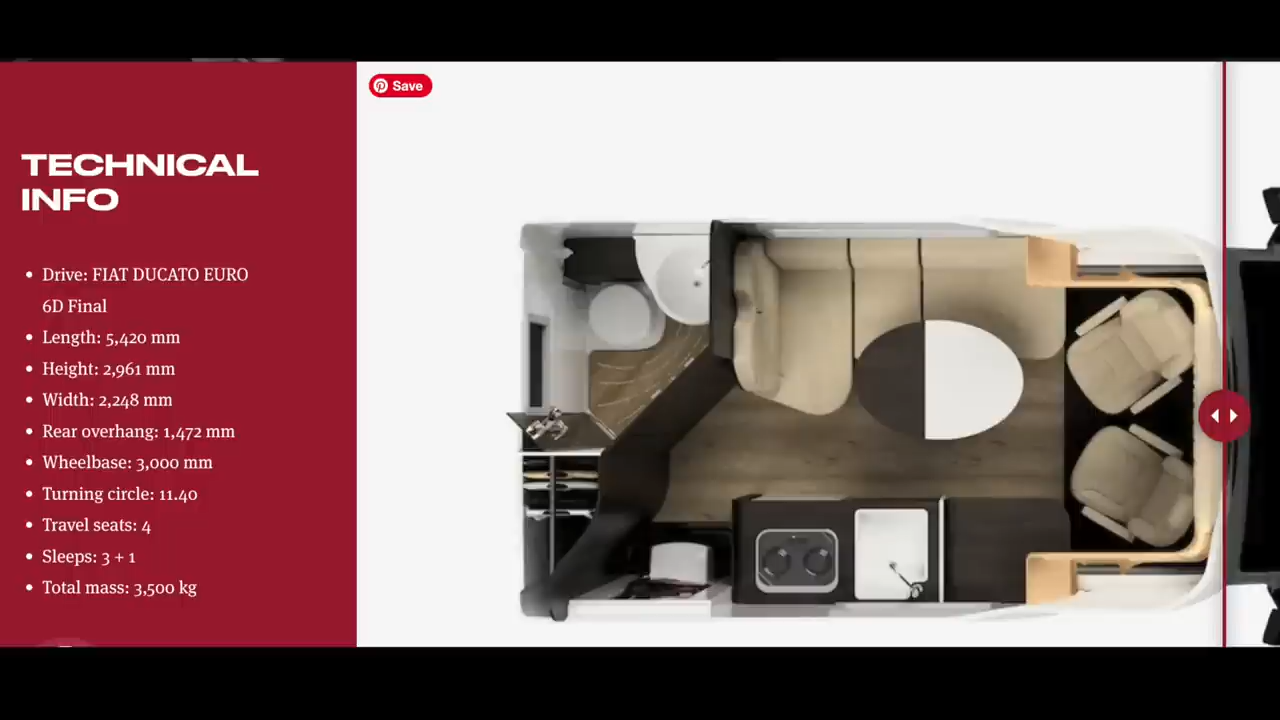 Save
TECHNICAL
INFO
• Drive: FIAT DUCATO EURO
6D Final
• Length: 5,420 mm
• Height: 2,961 mm
• Width: 2,248 mm
• Rear overhang: 1,472 mm
• Wheelbase: 3,000 mm
• Turning circle: 11.40
• Travel seats: 4
• Sleeps: 3 + 1
• Total mass: 3,500 kg